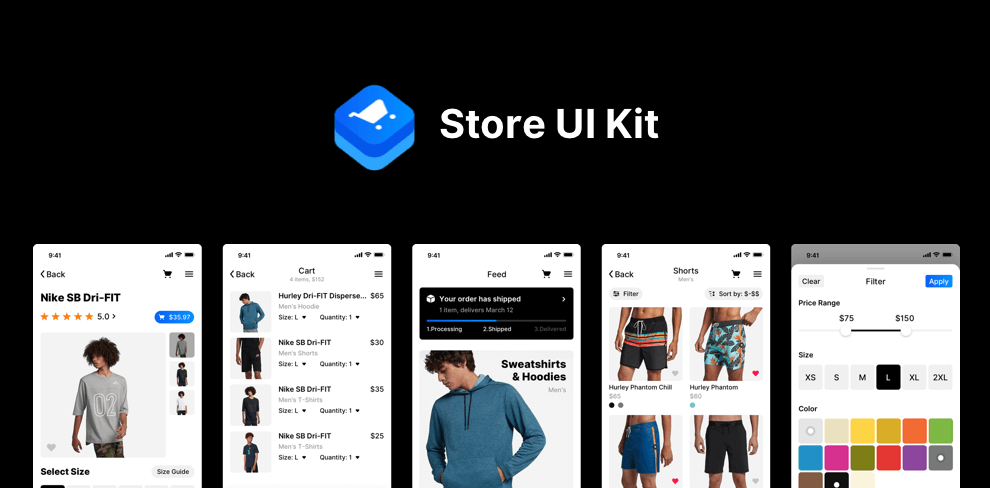 Store UI Kit
9:41
Back
Nike SB Dri-FIT
5.0
$35.97
02
Select Size
Size Guide
9:41
Back
Cart
4 items, $152
Hurley Dri-FIT Disperse...
$65
Men's Hoodie
Size: L
Quantity: 1
Nike SB Dri-FIT
$30
Men's Shorts
Size: L
Quantity: 1
Nike SB Dri-FIT
$35
Men's T-Shirts
Size: L
Quantity: 1
Nike SB Dri-FIT
$25
Men's T-Shirts
Size: L
Quantity: 1
9:41
Feed
Your order has shipped
1 item, delivers March 12
1.Processing
2.Shipped
3.Delivered
Sweatshirts
& Hoodies
Men's
9:41
Back
Shorts
Men's
Filter
Sort by: $-$$
Hurley Phantom Chill
$65
Hurley Phantom
$60
9:41
Clear
Filter
Apply
Price Range
$75
$150
Size
XS
S
M
L
XL
2XL
Color